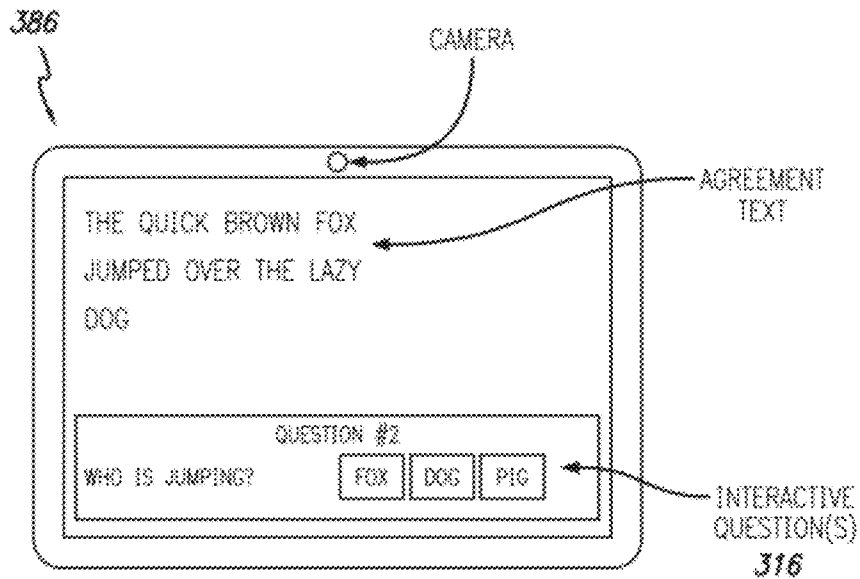 386
CAMERA
AGREEMENT
TEXT
THE QUICK BROWN FOX
JUMPED OVER THE LAZY
DOG
QUESTION #2
WHO IS JUMPING?
FOX
DOG
PIG
INTERACTIVE
QUESTION(S)
316